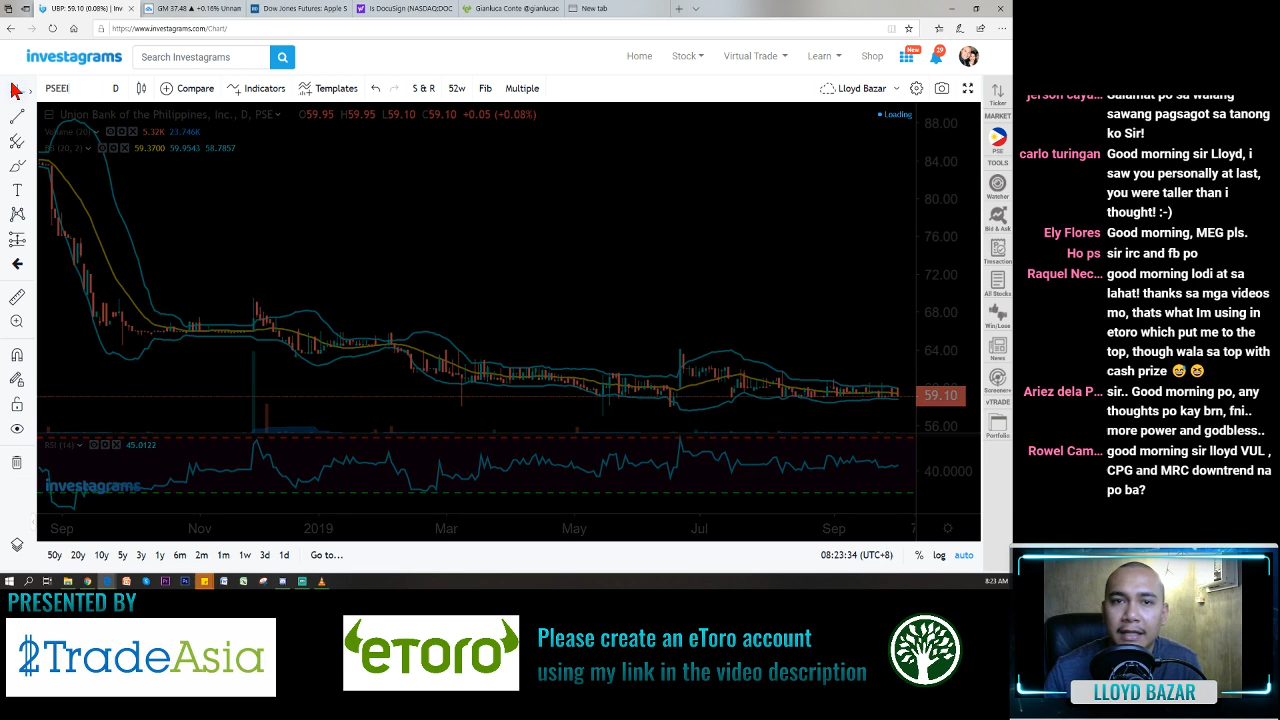 UBP: 59.10 (0.08%) | Inv
GM 37.48 ▲ +0.16% Unnan
Dow Jones Futures: Apple S
Is DocuSign (NASDAQ:DOC
Gianluca Conte @gianlucac
New tab
https://www.investagrams.com/Chart/
investagrams
Search Investagrams
Home
Stock
Virtual Trade
Learn
Shop
New
29
PSEEI
D
Compare
Indicators
Templates
S & R
52w
Fib
Multiple
Lloyd Bazar
Union Bank of the Philippines, Inc., D, PSE
O59.95 H59.95 L59.10 C59.10 +0.05 (+0.08%)
Loading
Volume (20)
5.32K 23.746K
BB (20, 2)
59.3700 59.9543 58.7857
88.00
84.00
80.00
76.00
72.00
68.00
64.00
59.10
56.00
RSI (14)
45.0122
40.0000
investagrams
Sep
Nov
2019
Mar
May
Jul
Sep
7
50y 20y 10y 5y 3y 1y 6m 2m 1m 1w 3d 1d Go to...
08:23:34 (UTC+8)
% log auto
Ticker
MARKET
PSE
TOOLS
Watcher
Bid & Ask
Trnsaction
All Stocks
Win/Loss
News
Screener+
vTRADE
Portfolio
8:23 AM
Salamat po sa walang
sawang pagsagot sa tanong
ko Sir!
carlo turingan Good morning sir Lloyd, i
saw you personally at last,
you were taller than i
thought! :-)
Ely Flores Good morning, MEG pls.
Ho ps sir irc and fb po
Raquel Nec... good morning lodi at sa
lahat! thanks sa mga videos
mo, thats what Im using in
etoro which put me to the
top, though wala sa top with
cash prize 😅 😆
Ariez dela P... sir.. Good morning po, any
thoughts po kay brn, fni..
more power and godbless..
Rowel Cam... good morning sir lloyd VUL ,
CPG and MRC downtrend na
po ba?
PRESENTED BY
2TradeAsia
eToro
Please create an eToro account
using my link in the video description
LLOYD BAZAR